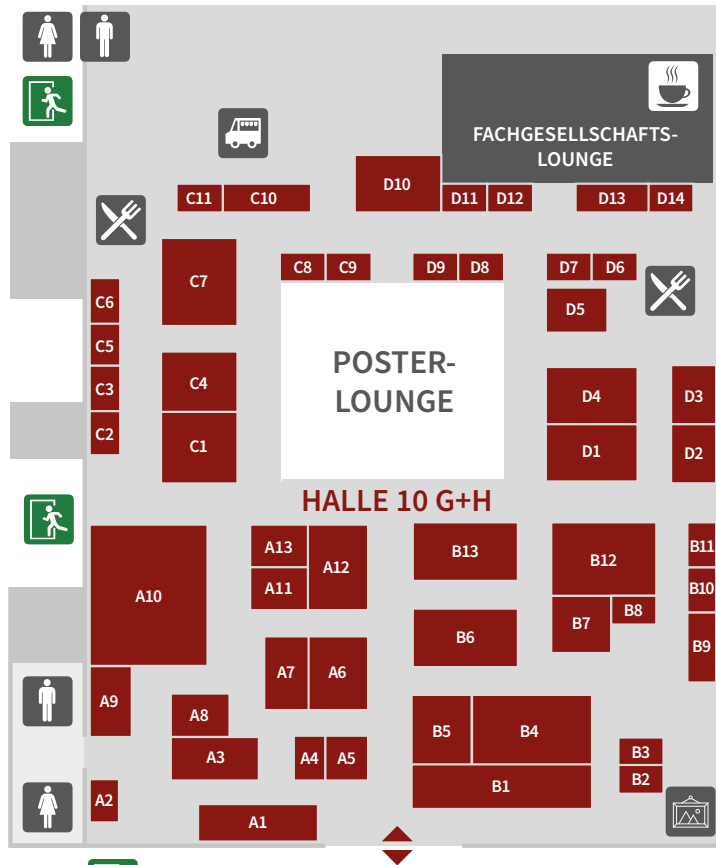 FACHGESELLSCHAFTS-
LOUNGE
D10
C11
C10
D11
D12
D13
D14
C8
C9
D9
D8
D7
D6
C7
C6
D5
C5
POSTER-
LOUNGE
C3
C4
D4
D3
C2
C1
D1
D2
HALLE 10 G+H
A13
A12
B13
B12
B11
A10
A11
B10
B7
B8
B6
B9
A7
A6
A9
A8
B5
B4
A3
A4
A5
B3
B2
B1
A2
A1